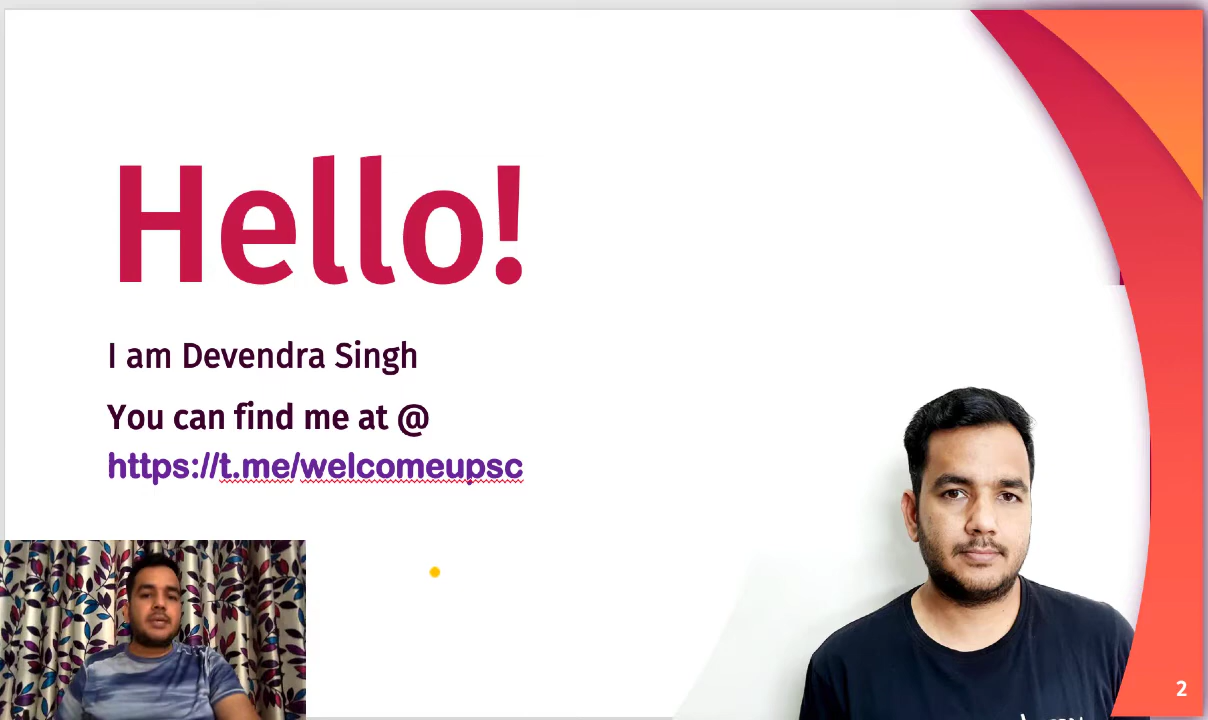 Hello!
I am Devendra Singh
You can find me at @
https://t.me/welcomeupsc
2